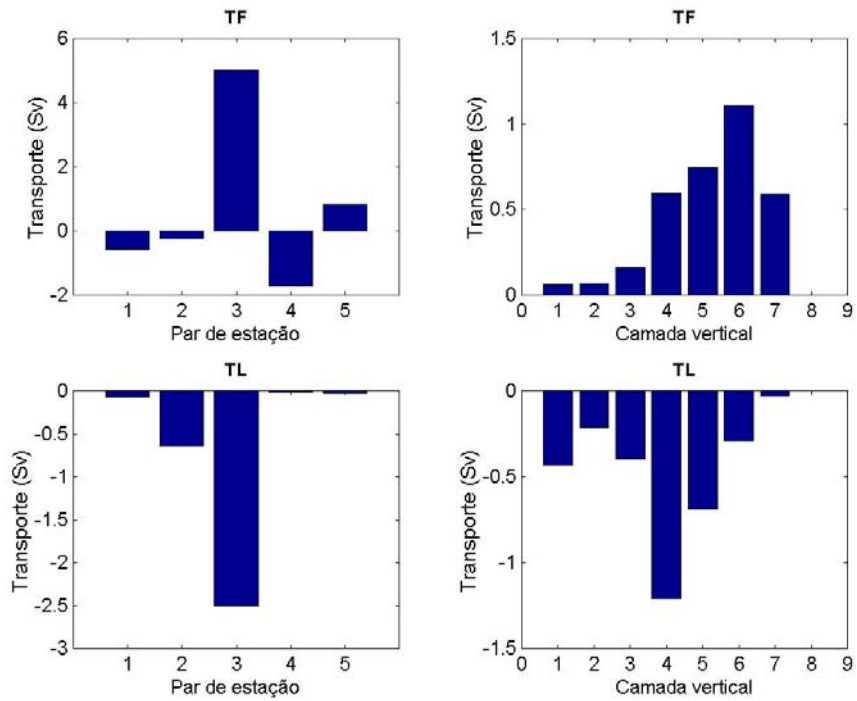 TF
Transporte (Sv)
6
4
2
0
-2
1 2 3 4 5
Par de estação
TF
Transporte (Sv)
1.5
1
0.5
0
0 1 2 3 4 5 6 7 8 9
Camada vertical
TL
Transporte (Sv)
0
-0.5
-1
-1.5
-2
-2.5
-3
1 2 3 4 5
Par de estação
TL
Transporte (Sv)
0
-0.5
-1
-1.5
0 1 2 3 4 5 6 7 8 9
Camada vertical